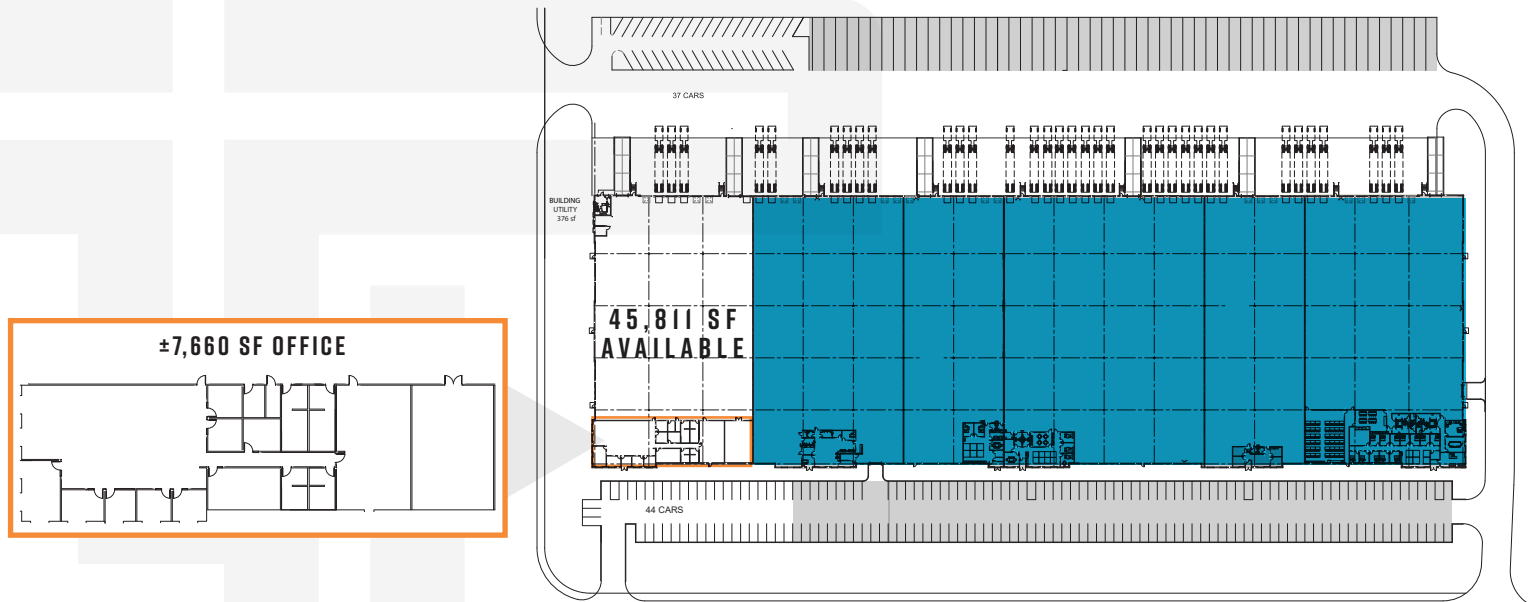 37 CARS
BUILDING
UTILITY
376 sf
45,811 SF
AVAILABLE
±7,660 SF OFFICE
44 CARS